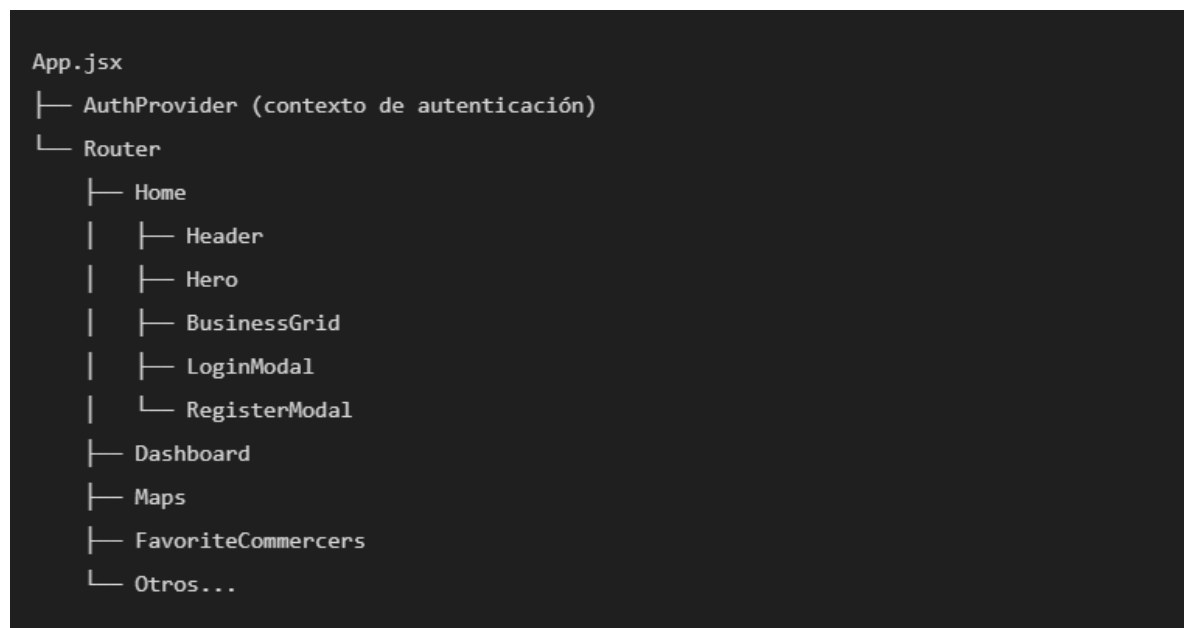 App.jsx
├── AuthProvider (contexto de autenticación)
└── Router
    ├── Home
    │   ├── Header
    │   ├── Hero
    │   ├── BusinessGrid
    │   ├── LoginModal
    │   └── RegisterModal
    ├── Dashboard
    ├── Maps
    ├── FavoriteCommercers
    └── Otros...